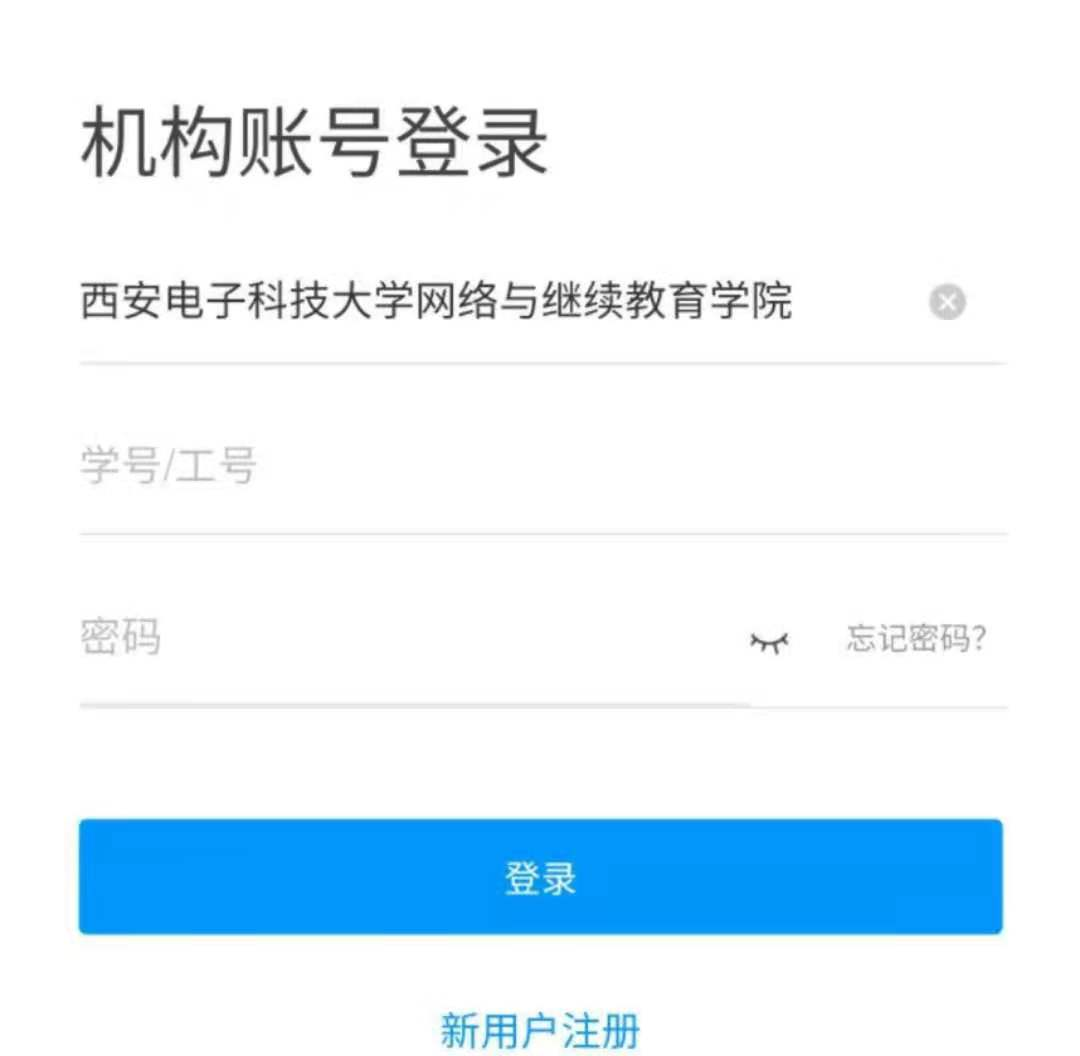 机构账号登录
西安电子科技大学网络与继续教育学院
学号/工号
密码 忘记密码?
登录
新用户注册